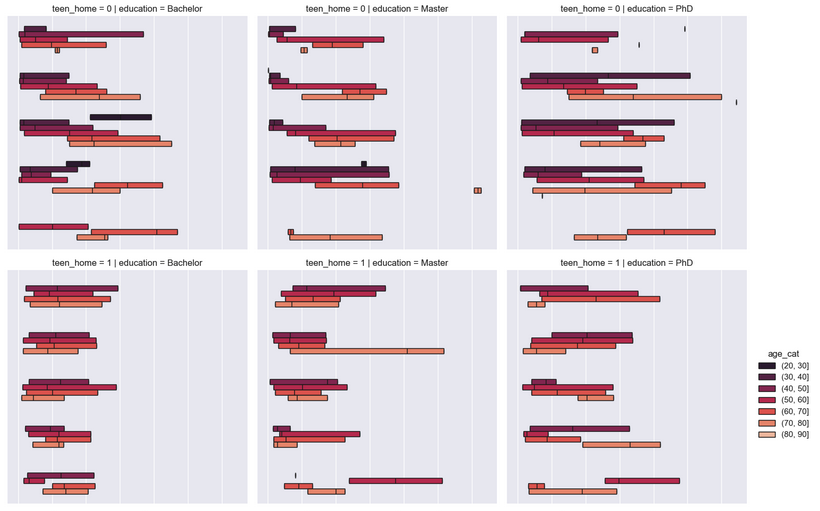 teen_home = 0 | education = Bachelor
teen_home = 0 | education = Master
teen_home = 0 | education = PhD
teen_home = 1 | education = Bachelor
teen_home = 1 | education = Master
teen_home = 1 | education = PhD
age_cat
(20, 30]
(30, 40]
(40, 50]
(50, 60]
(60, 70]
(70, 80]
(80, 90]